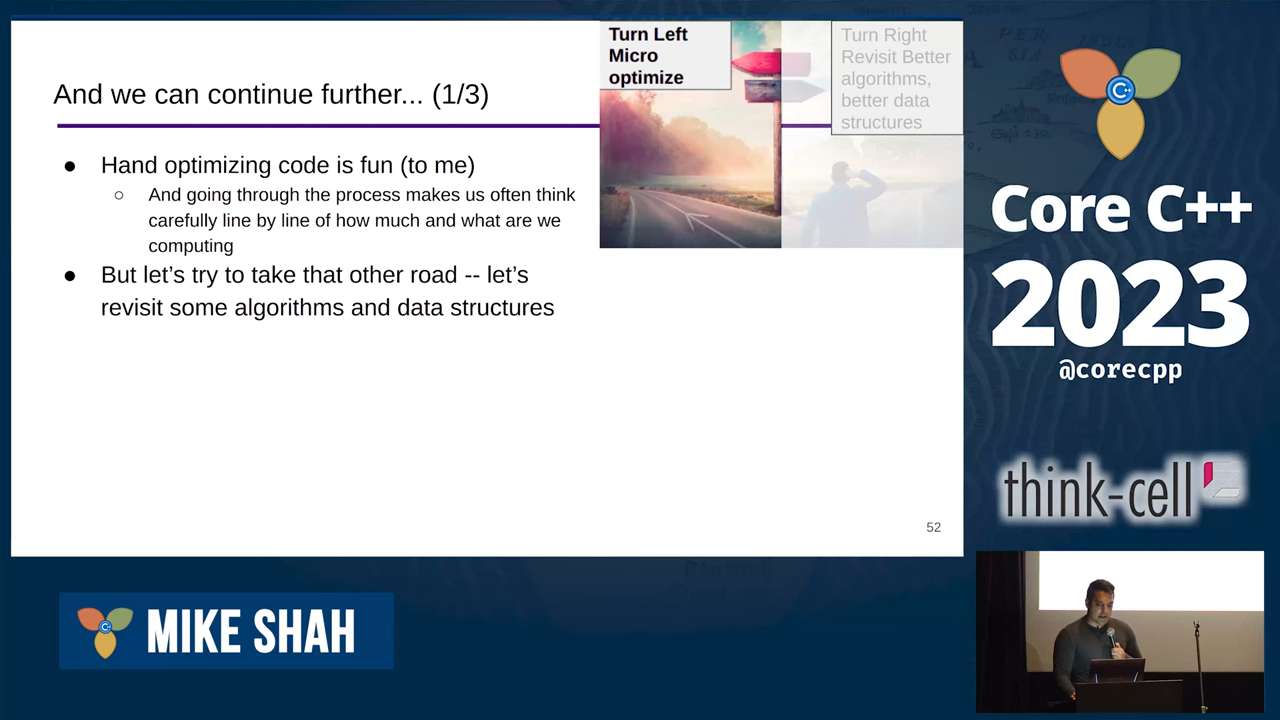 And we can continue further... (1/3)
Turn Left
Micro
optimize
Turn Right
Revisit Better
algorithms,
better data
structures
● Hand optimizing code is fun (to me)
○ And going through the process makes us often think
carefully line by line of how much and what are we
computing
● But let's try to take that other road -- let's
revisit some algorithms and data structures
52
C++
Core C++
2023
@corecpp
think-cell
C++
MIKE SHAH